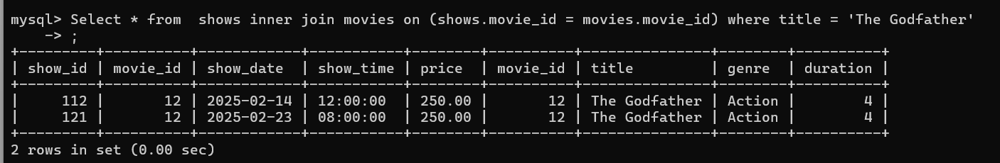 mysql> Select * from  shows inner join movies on (shows.movie_id = movies.movie_id) where title = 'The Godfather'
    -> ;
+---------+----------+------------+-----------+--------+----------+---------------+--------+----------+
| show_id | movie_id | show_date  | show_time | price  | movie_id | title         | genre  | duration |
+---------+----------+------------+-----------+--------+----------+---------------+--------+----------+
|     112 |       12 | 2025-02-14 | 12:00:00  | 250.00 |       12 | The Godfather | Action |        4 |
|     121 |       12 | 2025-02-23 | 08:00:00  | 250.00 |       12 | The Godfather | Action |        4 |
+---------+----------+------------+-----------+--------+----------+---------------+--------+----------+
2 rows in set (0.00 sec)